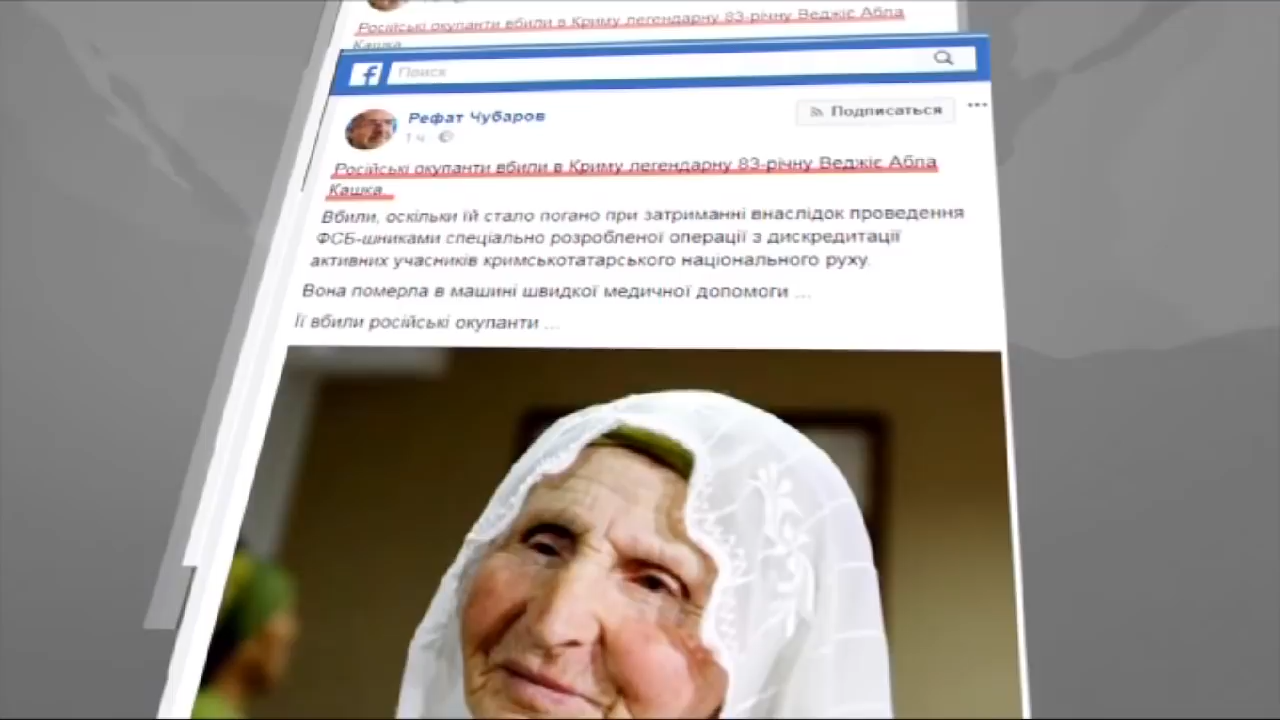 Російські окупанти вбили в Криму легендарну 83-річну Веджіє Абла
Кашка
f
Поиск
Рефат Чубаров
Подписаться
1 ч
Російські окупанти вбили в Криму легендарну 83-річну Веджіє Абла
Кашка.
Вбили, оскільки їй стало погано при затриманні внаслідок проведення
ФСБ-шниками спеціально розробленої операції з дискредитації
активних учасників кримськотатарського національного руху.
Вона померла в машині швидкої медичної допомоги ...
Її вбили російські окупанти ...